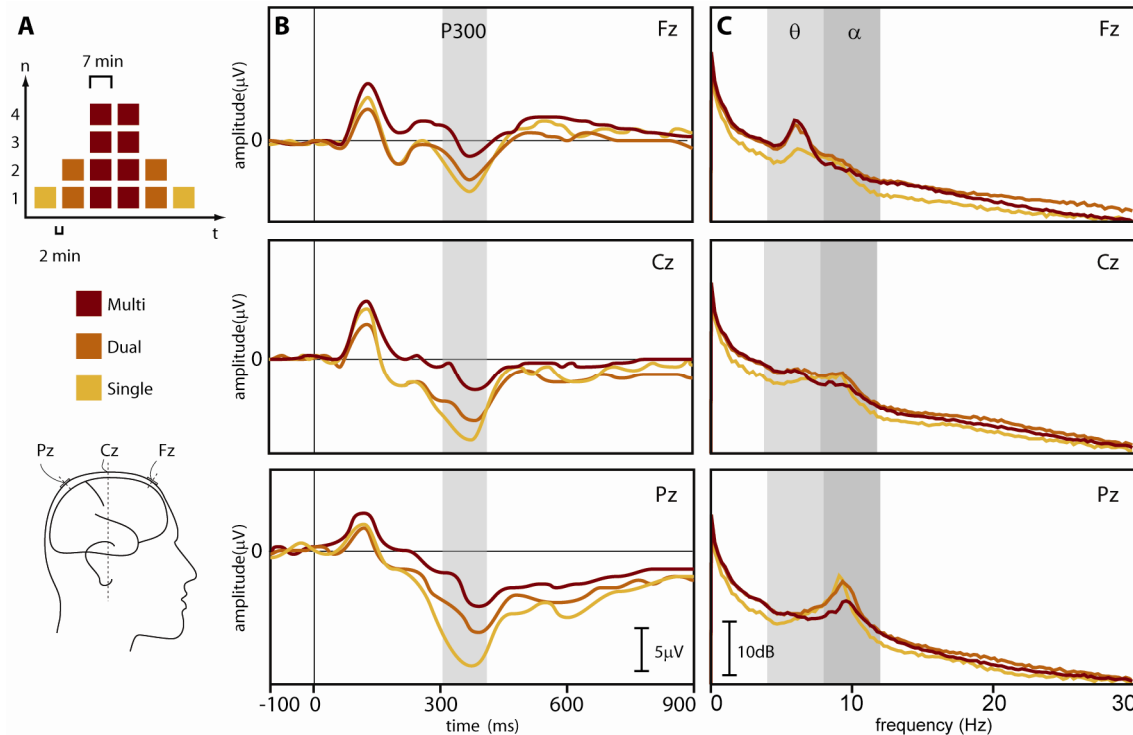 A
n
7 min
4
3
2
1
t
2 min
Multi
Dual
Single
Pz
Cz
Fz
B
P300
Fz
amplitude(μV)
0
Cz
amplitude(μV)
0
Pz
amplitude(μV)
0
5μV
-100 0 300 600 900
time (ms)
C
θ
α
Fz
Cz
Pz
10dB
0 10 20 30
frequency (Hz)